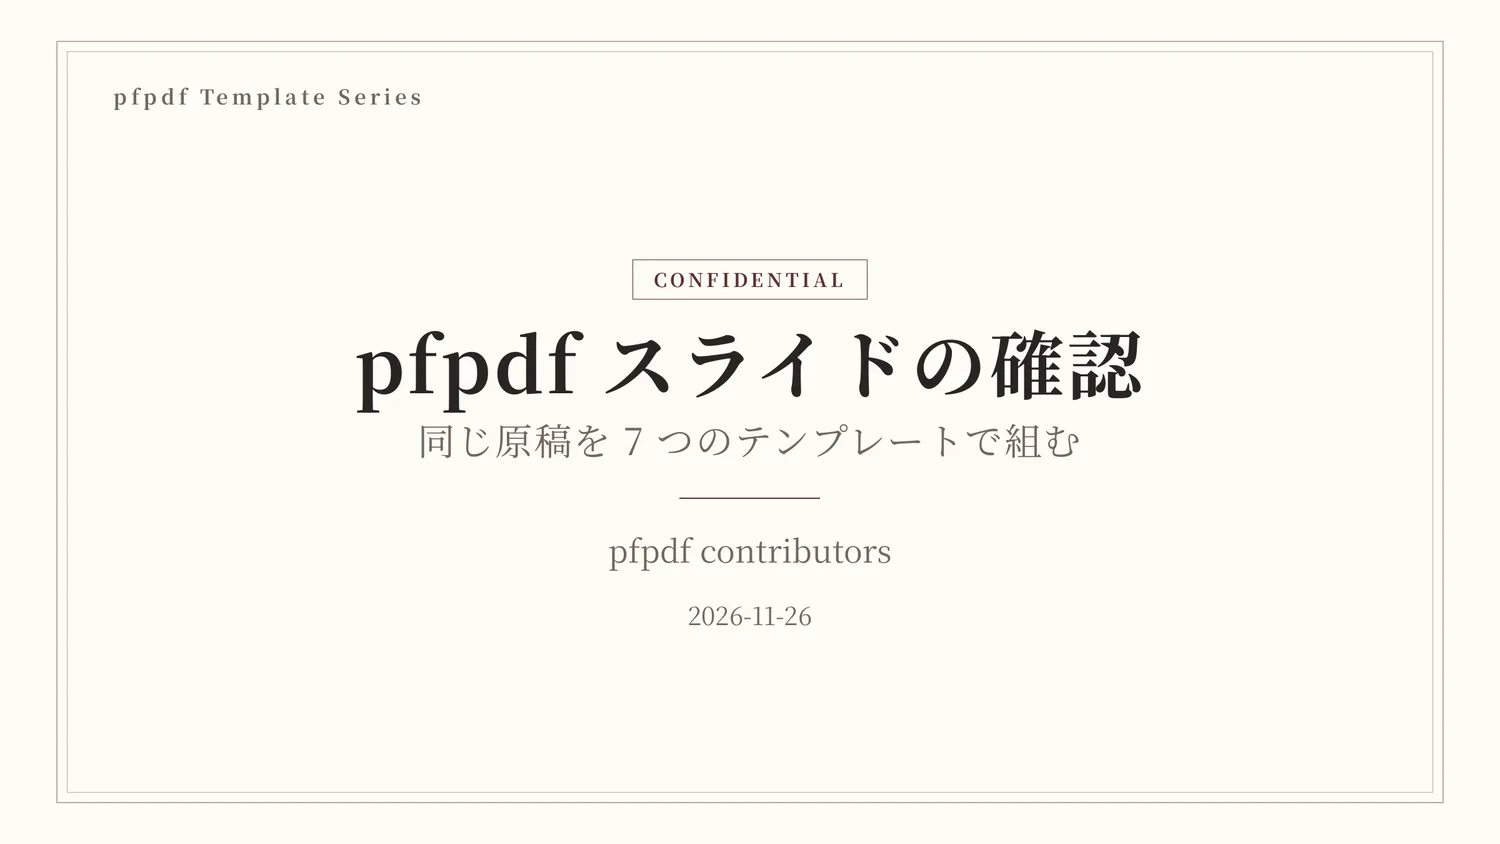 pfpdf Template Series
CONFIDENTIAL
pfpdf スライドの確認
同じ原稿を 7 つのテンプレートで組む
pfpdf contributors
2026-11-26